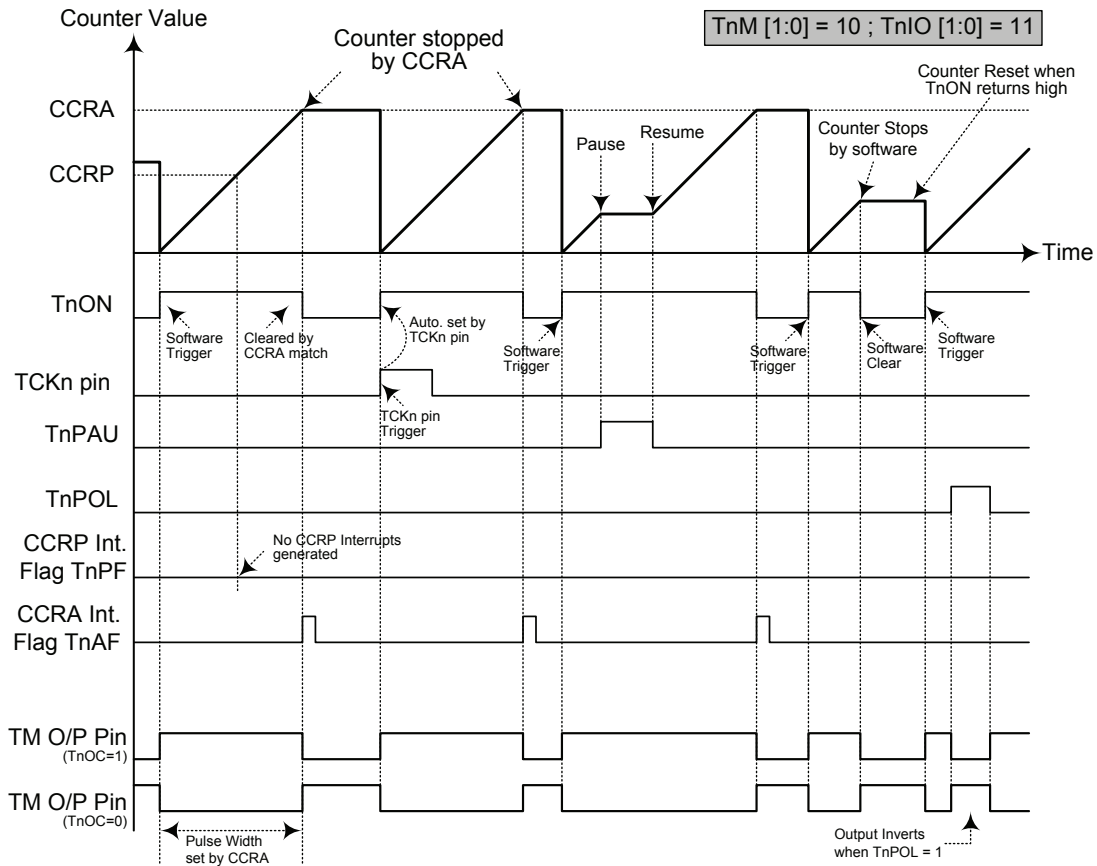 Counter Value
TnM [1:0] = 10 ; TnIO [1:0] = 11
Counter stopped
by CCRA
Counter Reset when
TnON returns high
CCRA
Pause
Resume
Counter Stops
by software
CCRP
Time
TnON
Software
Trigger
Cleared by
CCRA match
Auto. set by
TCKn pin
Software
Trigger
Software
Trigger
Software
Clear
Software
Trigger
TCKn pin
TCKn pin
Trigger
TnPAU
TnPOL
CCRP Int.
Flag TnPF
No CCRP Interrupts
generated
CCRA Int.
Flag TnAF
TM O/P Pin
(TnOC=1)
TM O/P Pin
(TnOC=0)
Pulse Width
set by CCRA
Output Inverts
when TnPOL = 1